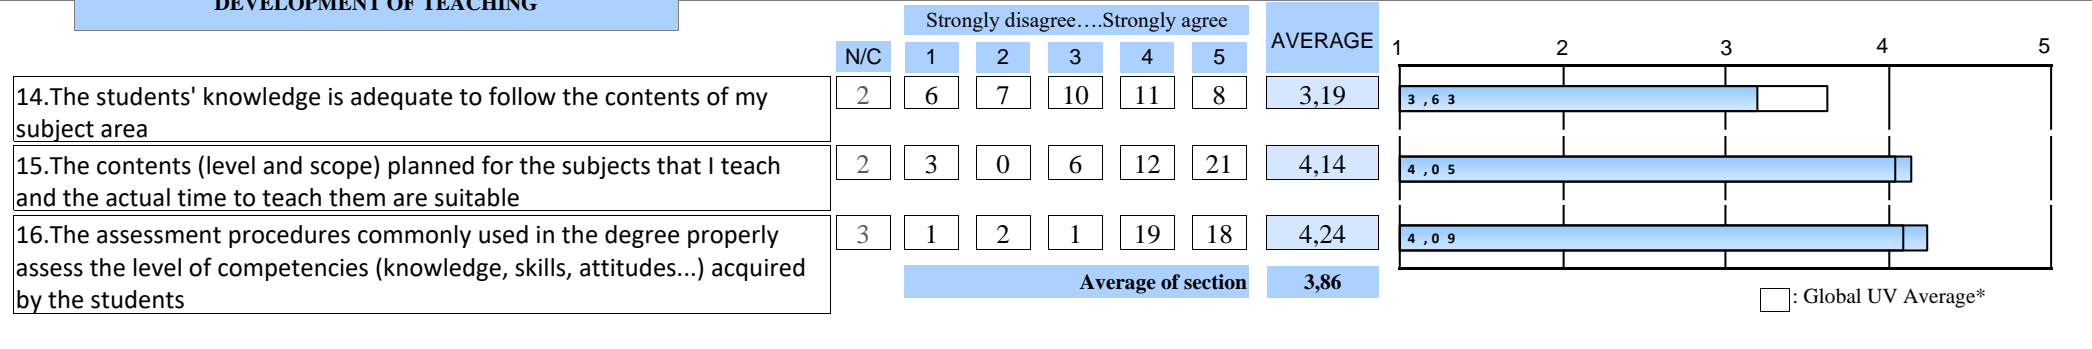 DEVELOPMENT OF TEACHING
Strongly disagree….Strongly agree
AVERAGE
N/C 1 2 3 4 5
1 2 3 4 5
14.The students' knowledge is adequate to follow the contents of my
subject area
2 6 7 10 11 8 3,19
3,63
15.The contents (level and scope) planned for the subjects that I teach
and the actual time to teach them are suitable
2 3 0 6 12 21 4,14
4,05
16.The assessment procedures commonly used in the degree properly
assess the level of competencies (knowledge, skills, attitudes...) acquired
by the students
3 1 2 1 19 18 4,24
4,09
Average of section 3,86
: Global UV Average*